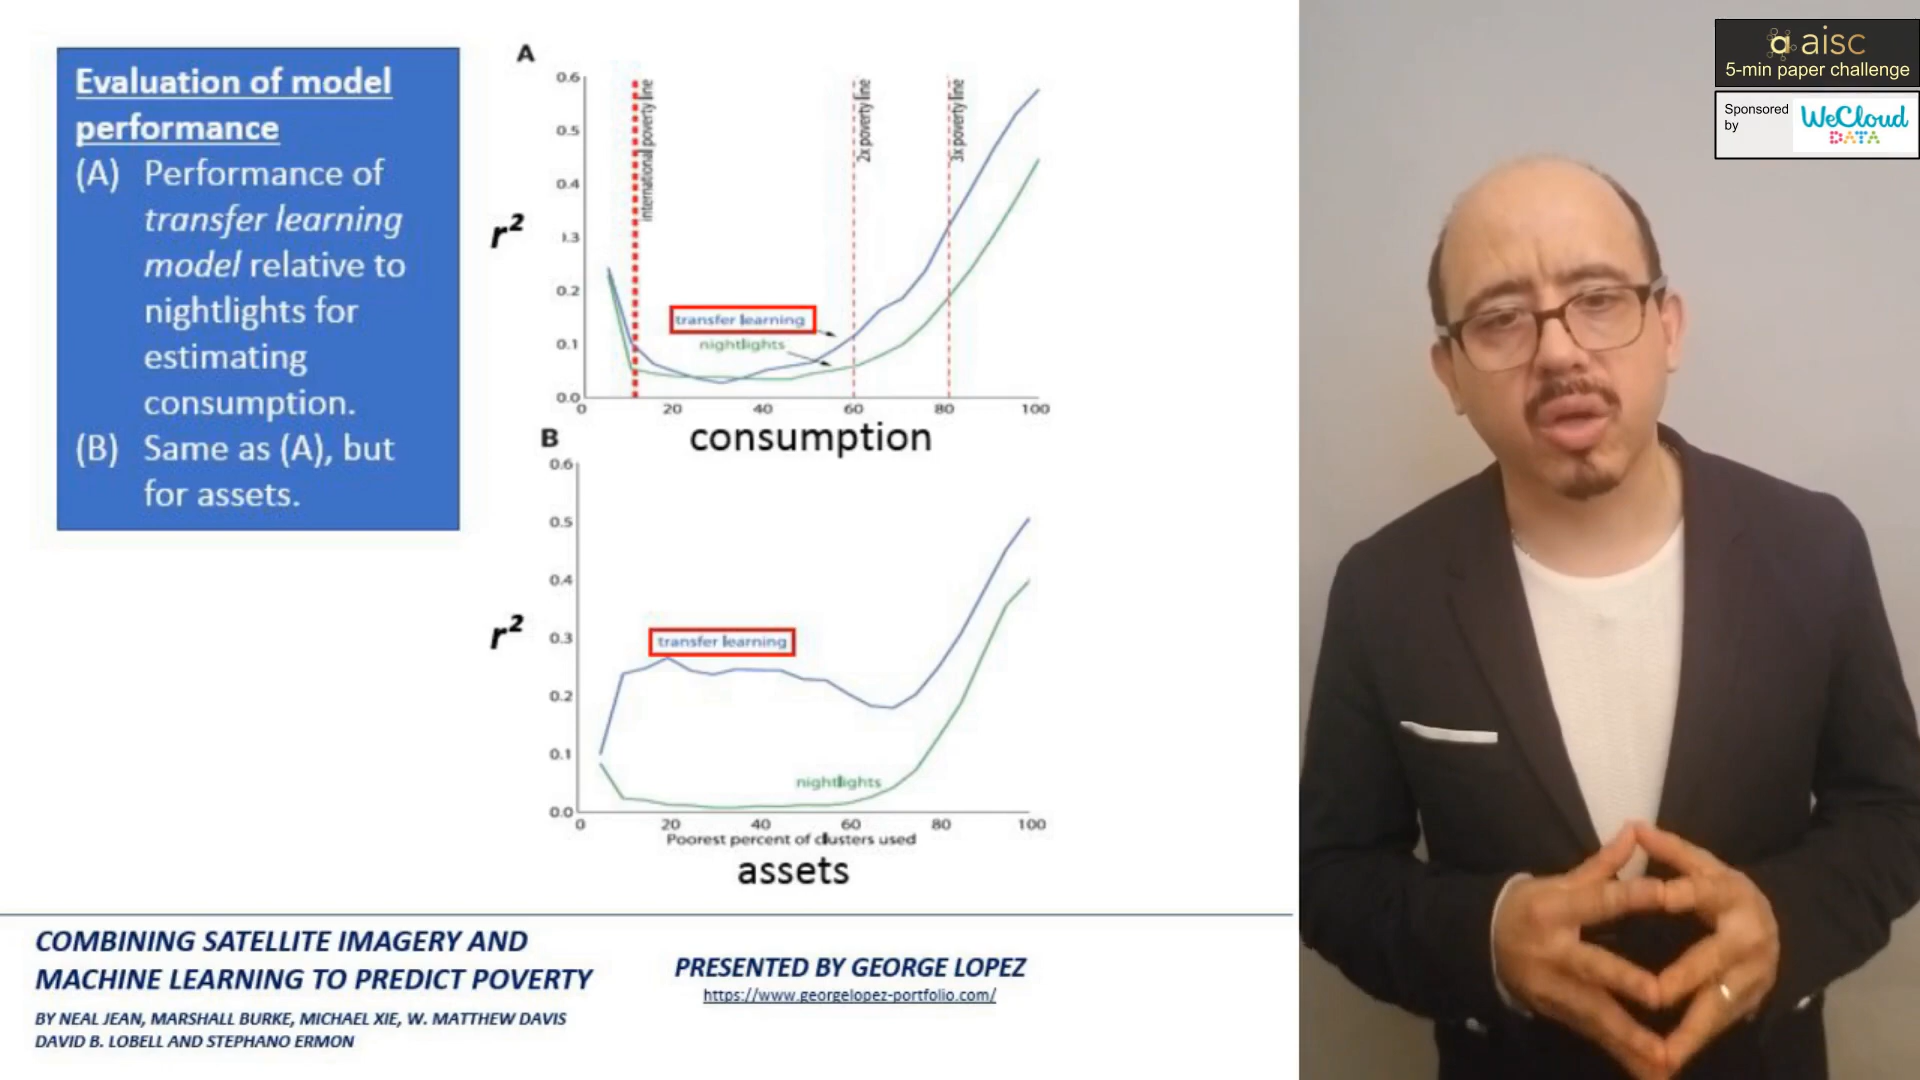 Evaluation of model
performance
(A) Performance of
transfer learning
model relative to
nightlights for
estimating
consumption.
(B) Same as (A), but
for assets.
A
0.6
0.5
0.4
0.3
0.2
0.1
0.0
r²
international poverty line
2x poverty line
3x poverty line
transfer learning
nightlights
0 20 40 60 80 100
consumption
B
0.6
0.5
0.4
0.3
0.2
0.1
0.0
r²
transfer learning
nightlights
0 20 40 60 80 100
Poorest percent of clusters used
assets
COMBINING SATELLITE IMAGERY AND
MACHINE LEARNING TO PREDICT POVERTY
BY NEAL JEAN, MARSHALL BURKE, MICHAEL XIE, W. MATTHEW DAVIS
DAVID B. LOBELL AND STEPHANO ERMON
PRESENTED BY GEORGE LOPEZ
https://www.georgelopez-portfolio.com/
a aisc
5-min paper challenge
Sponsored
by
WeCloud
DATA